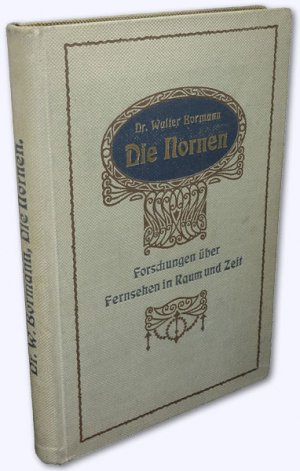 Dr. Walter Bormann
Die Nornen
Forschungen über
Fernsehen in Raum und Zeit
Dr. W. Bormann, Die Nornen.